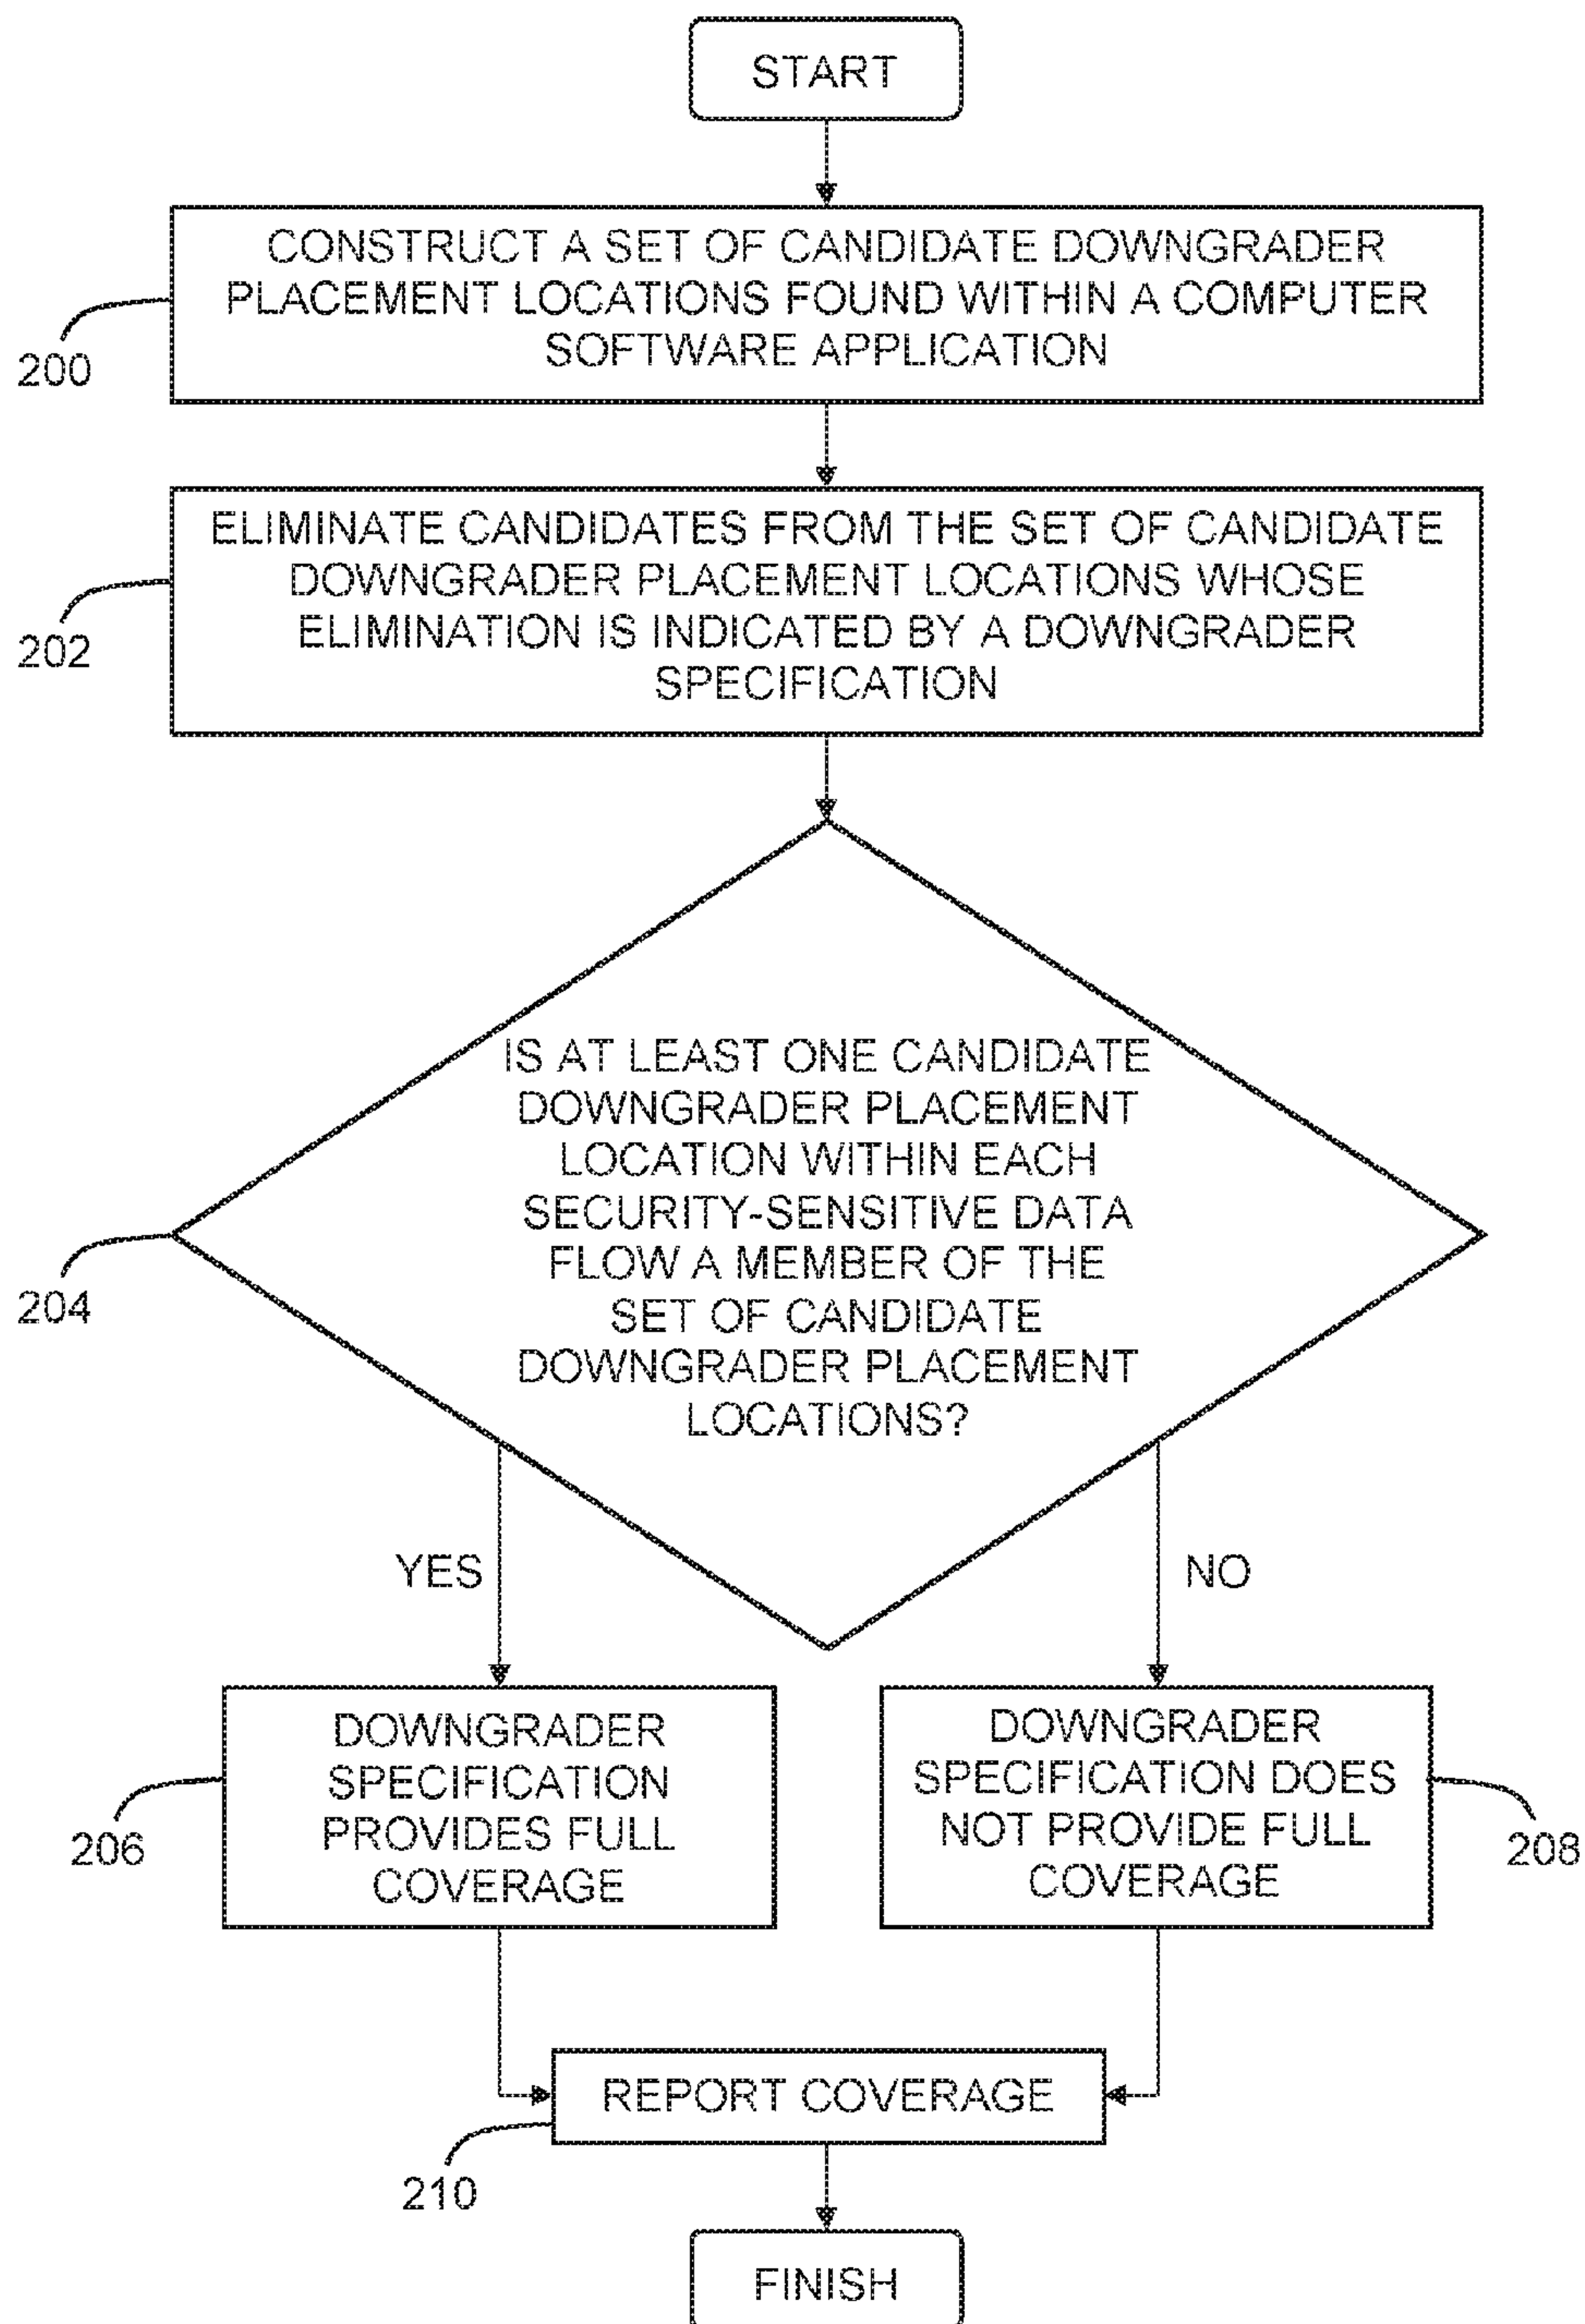 START
CONSTRUCT A SET OF CANDIDATE DOWNGRADER
PLACEMENT LOCATIONS FOUND WITHIN A COMPUTER
SOFTWARE APPLICATION
200
ELIMINATE CANDIDATES FROM THE SET OF CANDIDATE
DOWNGRADER PLACEMENT LOCATIONS WHOSE
ELIMINATION IS INDICATED BY A DOWNGRADER
SPECIFICATION
202
IS AT LEAST ONE CANDIDATE
DOWNGRADER PLACEMENT
LOCATION WITHIN EACH
SECURITY-SENSITIVE DATA
FLOW A MEMBER OF THE
SET OF CANDIDATE
DOWNGRADER PLACEMENT
LOCATIONS?
204
YES
NO
DOWNGRADER
SPECIFICATION
PROVIDES FULL
COVERAGE
206
DOWNGRADER
SPECIFICATION DOES
NOT PROVIDE FULL
COVERAGE
208
REPORT COVERAGE
210
FINISH